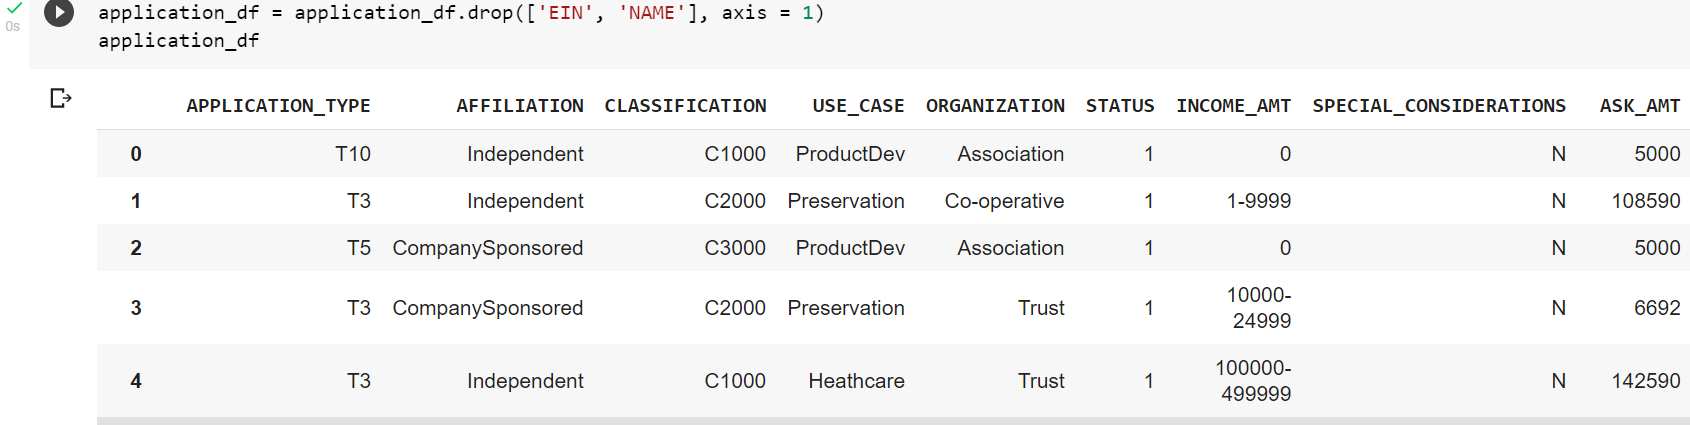 application_df = application_df.drop(['EIN', 'NAME'], axis = 1)
0s
application_df
APPLICATION_TYPE AFFILIATION CLASSIFICATION USE_CASE ORGANIZATION STATUS INCOME_AMT SPECIAL_CONSIDERATIONS ASK_AMT
0 T10 Independent C1000 ProductDev Association 1 0 N 5000
1 T3 Independent C2000 Preservation Co-operative 1 1-9999 N 108590
2 T5 CompanySponsored C3000 ProductDev Association 1 0 N 5000
3 T3 CompanySponsored C2000 Preservation Trust 1 10000-
24999 N 6692
4 T3 Independent C1000 Heathcare Trust 1 100000-
499999 N 142590